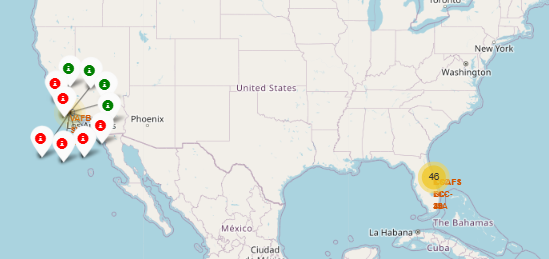 Toronto
New York
Washington
United States
Phoenix
46
México
Ciudad
La Habana
Cuba
The Bahamas